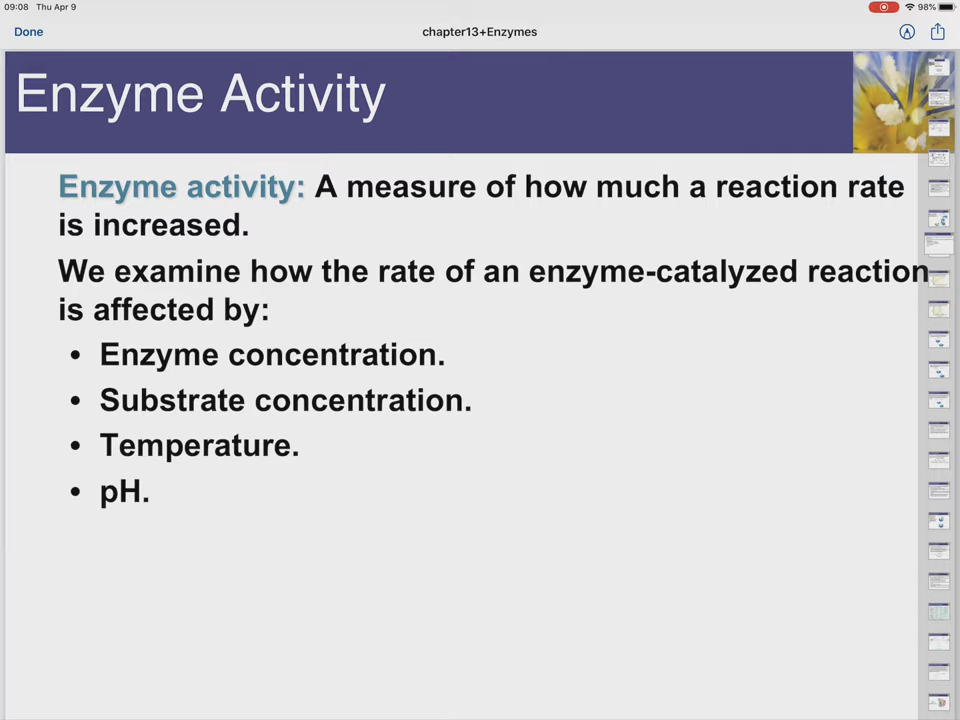 09:08 Thu Apr 9
98%
Done
chapter13+Enzymes
Enzyme Activity
Enzyme activity: A measure of how much a reaction rate
is increased.
We examine how the rate of an enzyme-catalyzed reaction
is affected by:
• Enzyme concentration.
• Substrate concentration.
• Temperature.
• pH.